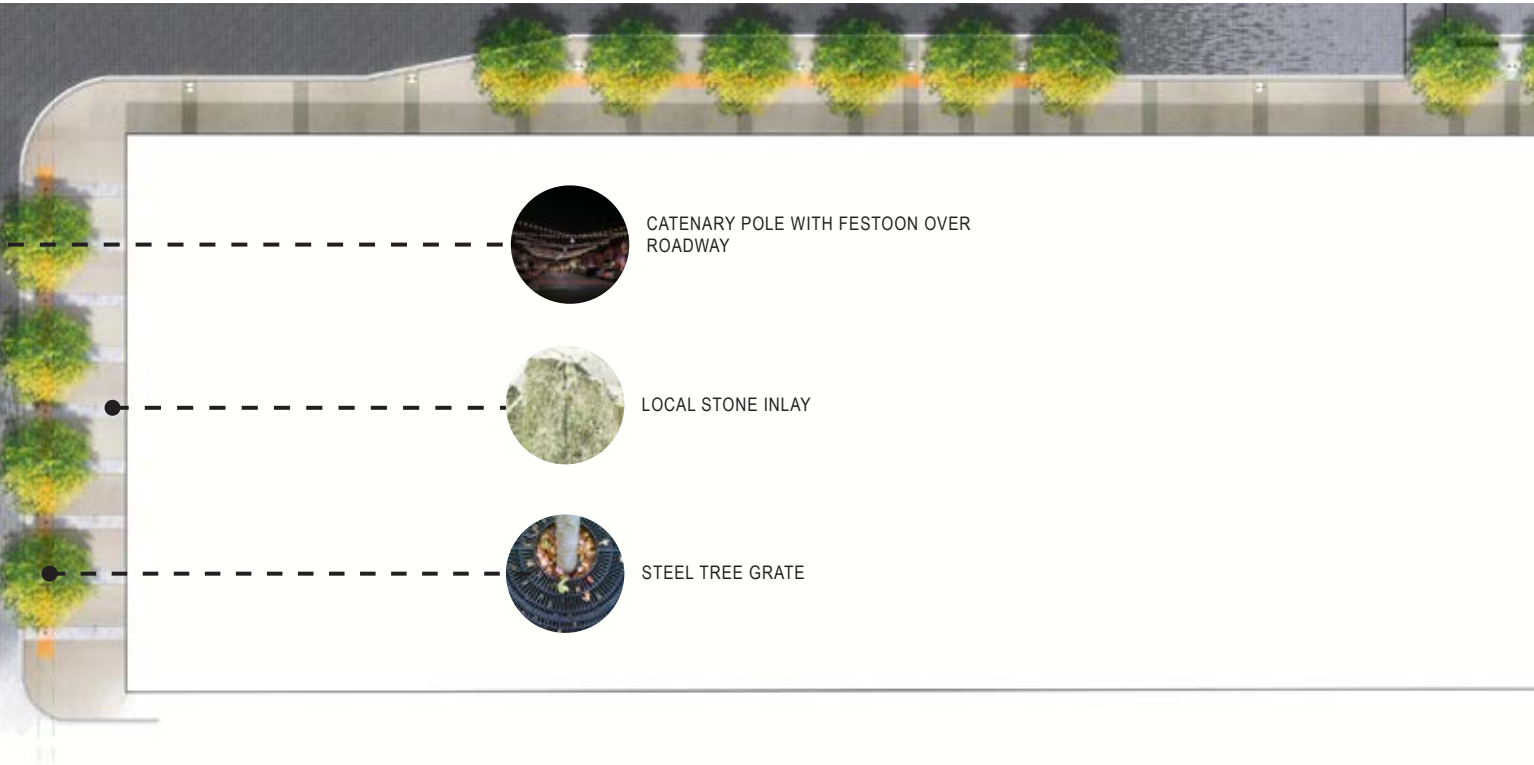 CATENARY POLE WITH FESTOON OVER
ROADWAY
LOCAL STONE INLAY
STEEL TREE GRATE